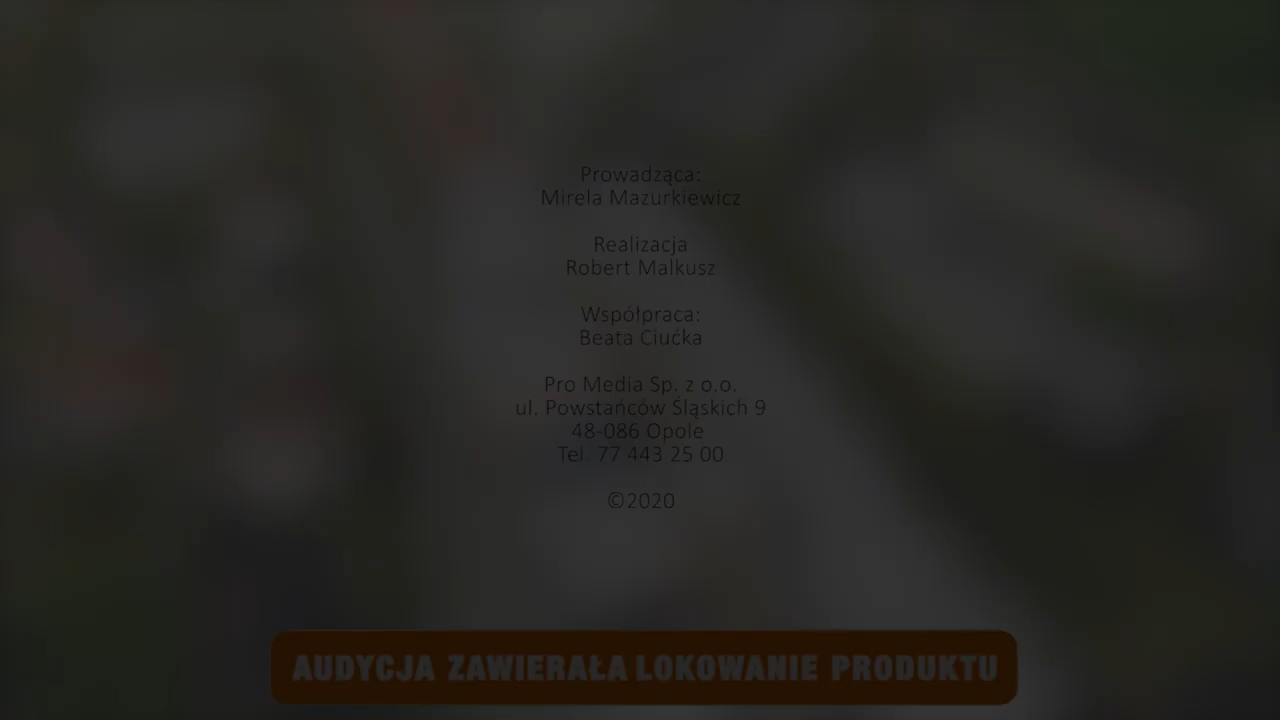 Prowadząca:
Mirela Mazurkiewicz
Realizacja
Robert Malkusz
Współpraca:
Beata Ciućka
Pro Media Sp. z o.o.
ul. Powstańców Śląskich 9
48-086 Opole
Tel. 77 443 25 00
©2020
AUDYCJA ZAWIERAŁA LOKOWANIE PRODUKTU